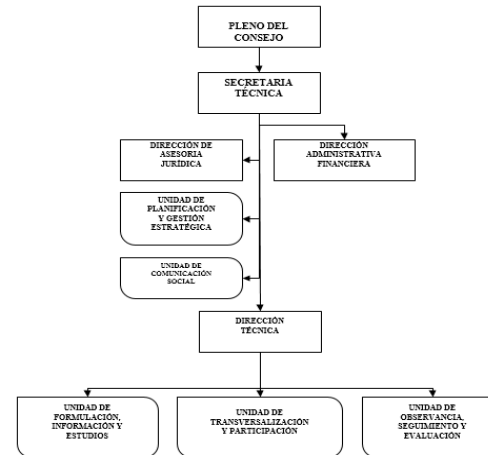 PLENO DEL
CONSEJO
SECRETARIA
TÉCNICA
DIRECCIÓN DE
ASESORIA
JURÍDICA
DIRECCIÓN
ADMINISTRATIVA
FINANCIERA
UNIDAD DE
PLANIFICACIÓN
Y GESTIÓN
ESTRATÉGICA
UNIDAD DE
COMUNICACIÓN
SOCIAL
DIRECCIÓN
TÉCNICA
UNIDAD DE
FORMULACIÓN,
INFORMACIÓN Y
ESTUDIOS
UNIDAD DE
TRANSVERSALIZACIÓN
Y PARTICIPACIÓN
UNIDAD DE
OBSERVANCIA,
SEGUIMIENTO Y
EVALUACIÓN